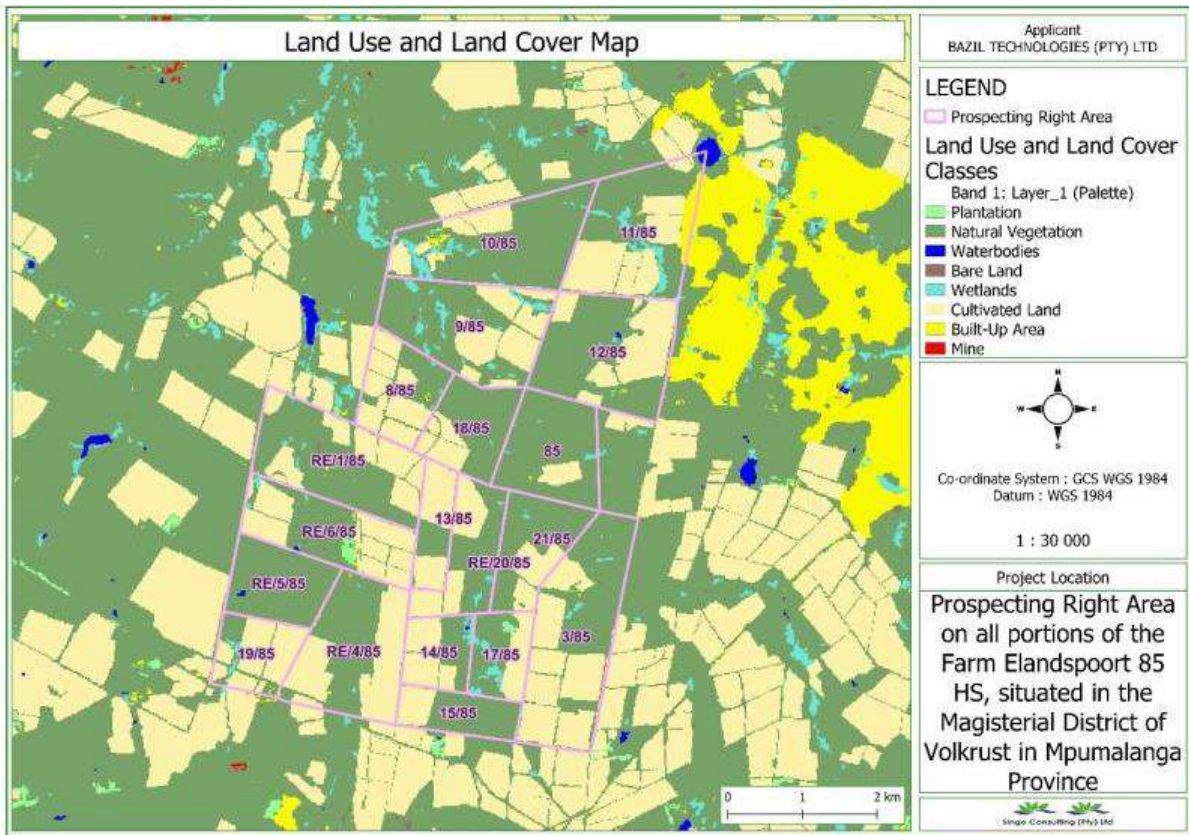 Land Use and Land Cover Map
10/85
11/85
9/85
12/85
8/85
18/85
85
RE/1/85
13/85
RE/6/85
21/85
RE/20/85
RE/5/85
3/85
19/85
RE/4/85
14/85
17/85
15/85
0 1 2 km
Applicant
BAZIL TECHNOLOGIES (PTY) LTD
LEGEND
Prospecting Right Area
Land Use and Land Cover
Classes
Band 1: Layer_1 (Palette)
Plantation
Natural Vegetation
Waterbodies
Bare Land
Wetlands
Cultivated Land
Built-Up Area
Mine
N
W E
S
Co-ordinate System : GCS WGS 1984
Datum : WGS 1984
1 : 30 000
Project Location
Prospecting Right Area
on all portions of the
Farm Elandspoort 85
HS, situated in the
Magisterial District of
Volkrust in Mpumalanga
Province
Singo Consulting (Pty) Ltd